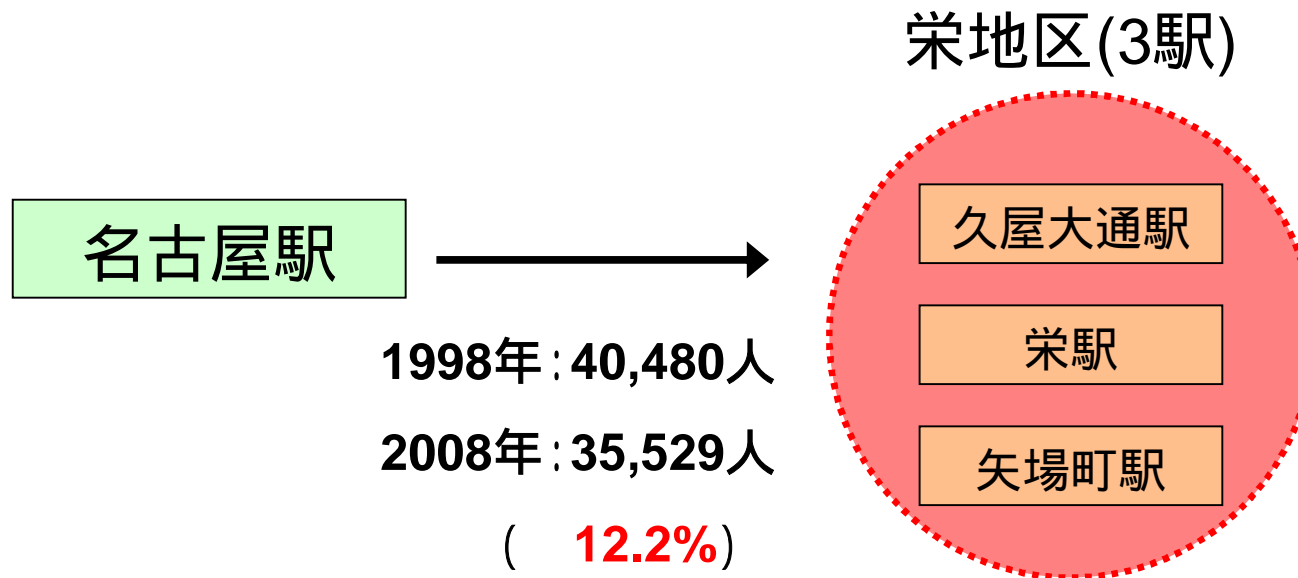 栄地区(3駅)
名古屋駅
久屋大通駅
栄駅
矢場町駅
1998年:40,480人
2008年:35,529人
( 12.2%)